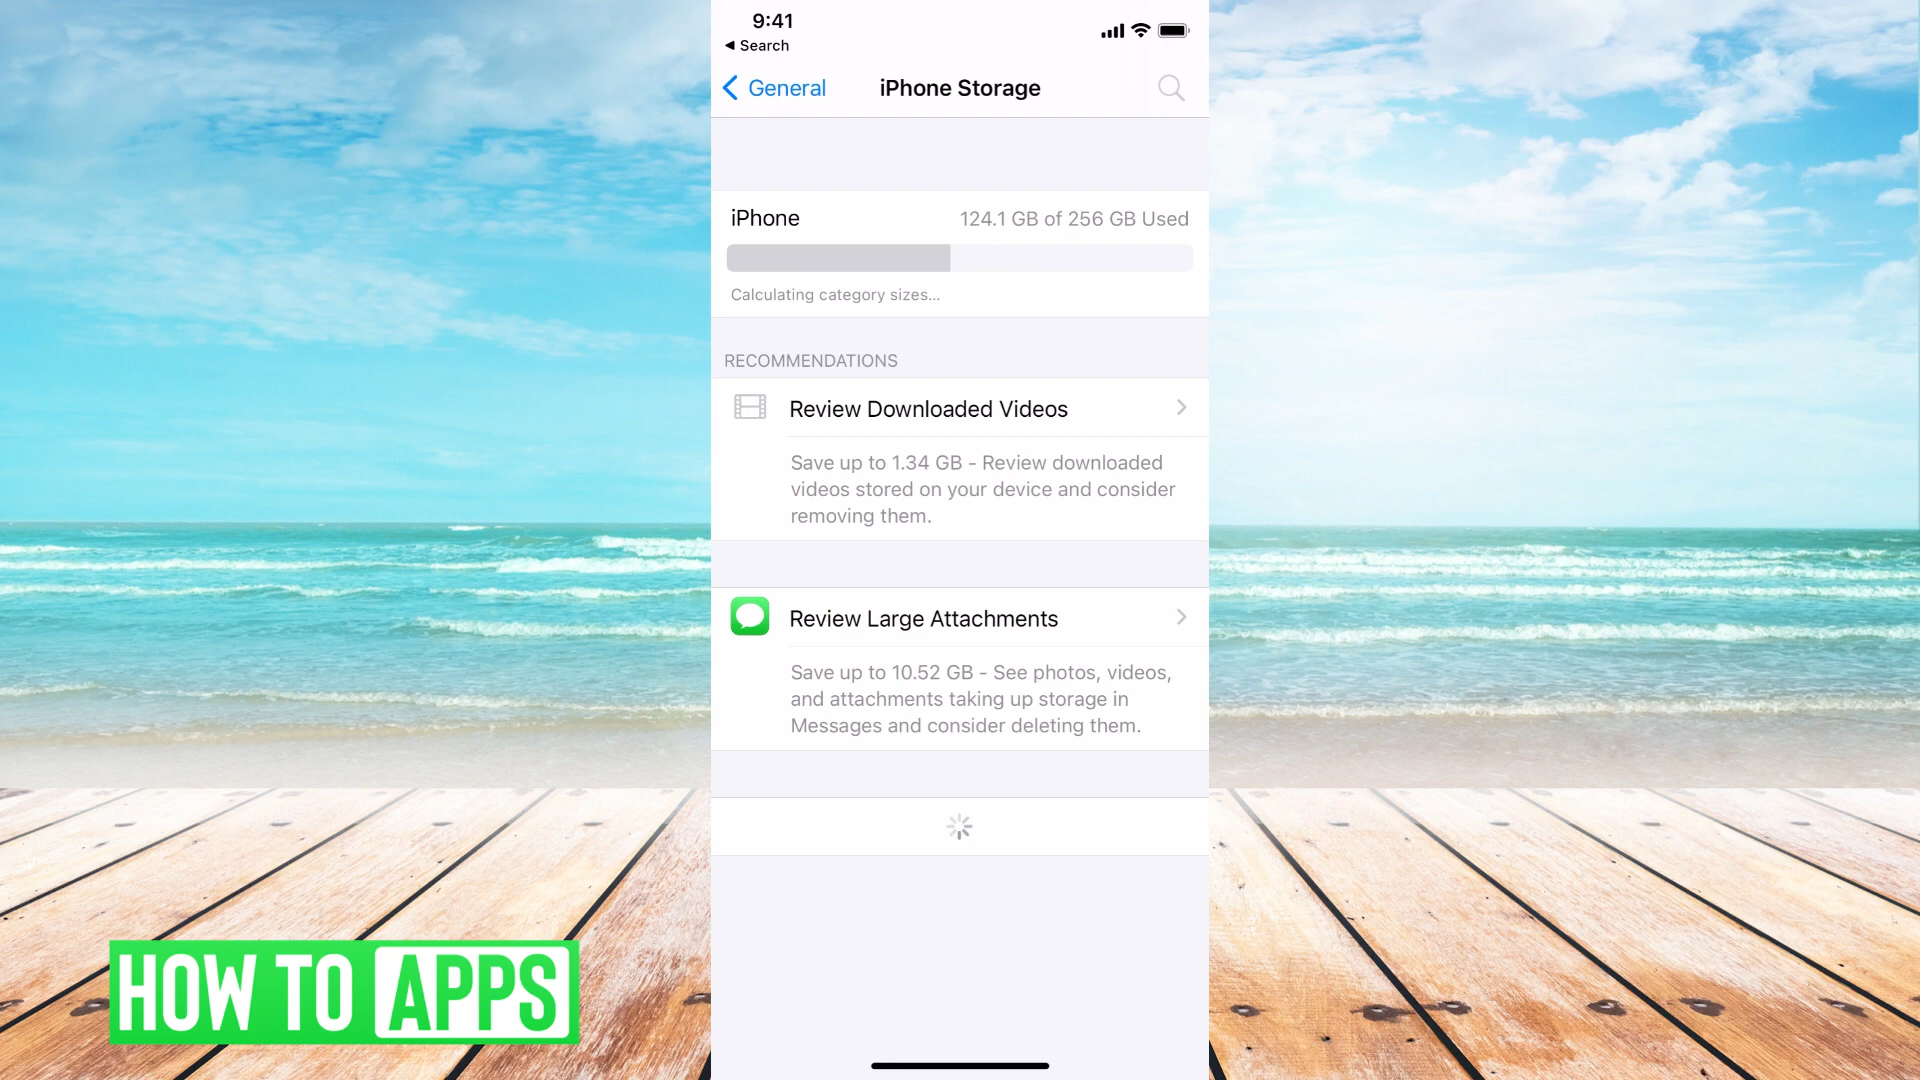 9:41
◀ Search
General
iPhone Storage
iPhone
124.1 GB of 256 GB Used
Calculating category sizes...
RECOMMENDATIONS
Review Downloaded Videos
Save up to 1.34 GB - Review downloaded
videos stored on your device and consider
removing them.
Review Large Attachments
Save up to 10.52 GB - See photos, videos,
and attachments taking up storage in
Messages and consider deleting them.
HOW TO APPS